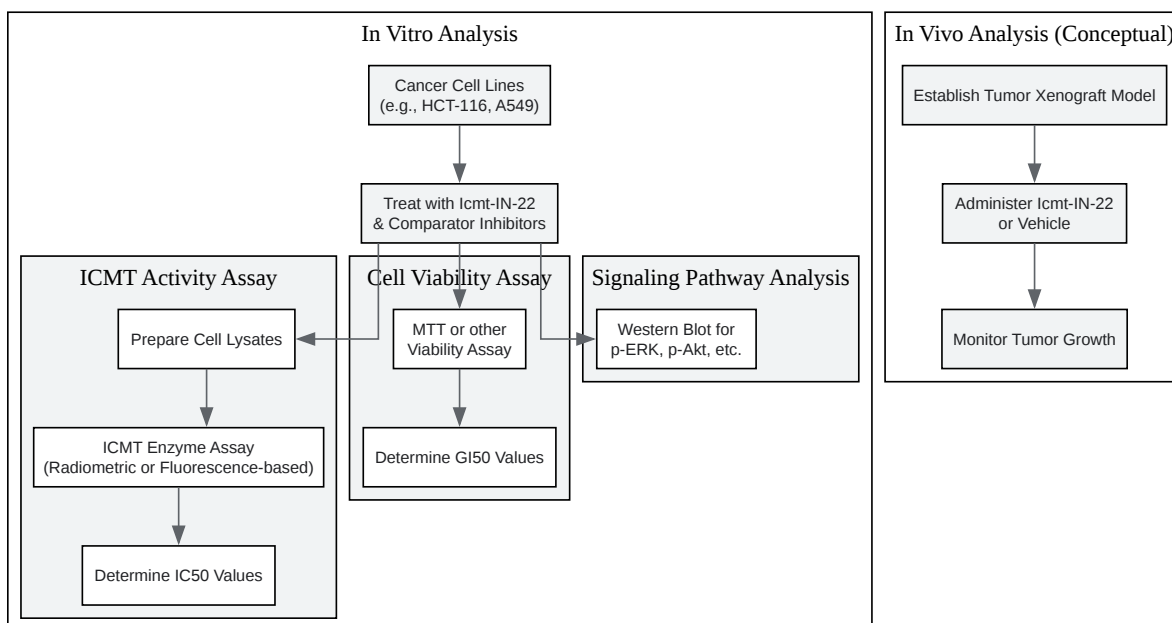 In Vitro Analysis
Cancer Cell Lines
(e.g., HCT-116, A549)
Treat with Icmt-IN-22
& Comparator Inhibitors
ICMT Activity Assay
Prepare Cell Lysates
ICMT Enzyme Assay
(Radiometric or Fluorescence-based)
Determine IC50 Values
Cell Viability Assay
MTT or other
Viability Assay
Determine GI50 Values
Signaling Pathway Analysis
Western Blot for
p-ERK, p-Akt, etc.
In Vivo Analysis (Conceptual)
Establish Tumor Xenograft Model
Administer Icmt-IN-22
or Vehicle
Monitor Tumor Growth